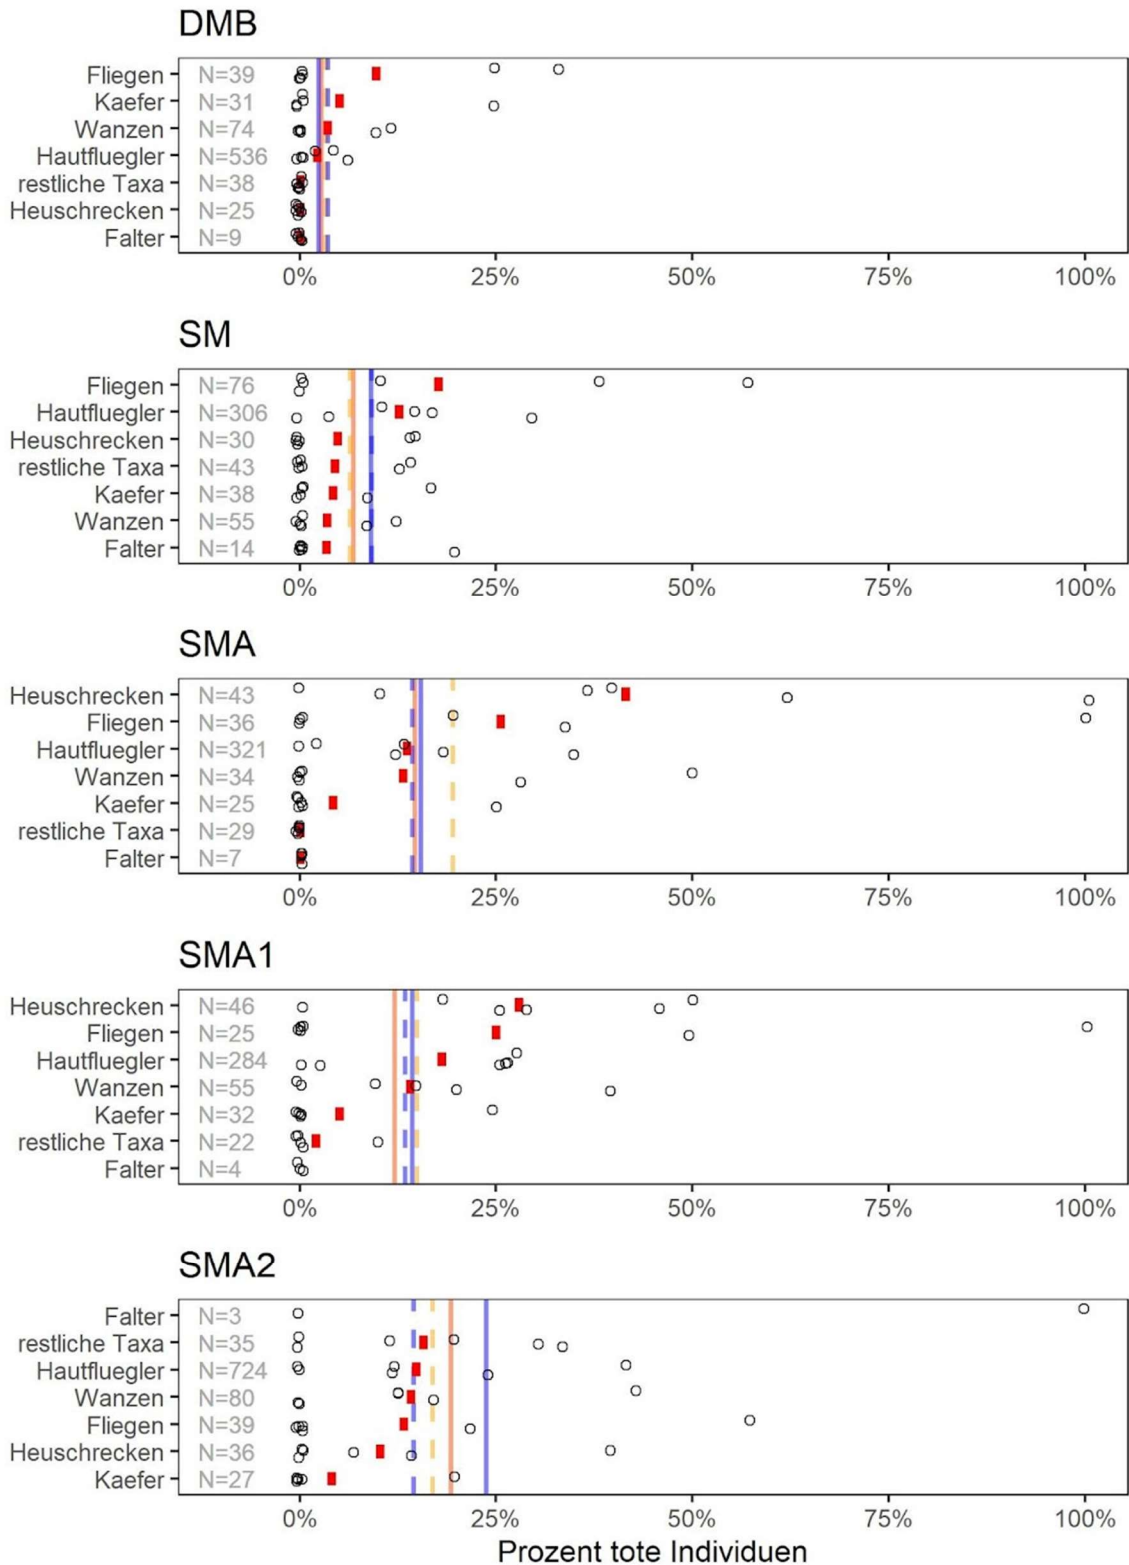 DMB
Fliegen N=39
Kaefer N=31
Wanzen N=74
Hautfluegler N=536
restliche Taxa N=38
Heuschrecken N=25
Falter N=9
0% 25% 50% 75% 100%
SM
Fliegen N=76
Hautfluegler N=306
Heuschrecken N=30
restliche Taxa N=43
Kaefer N=38
Wanzen N=55
Falter N=14
0% 25% 50% 75% 100%
SMA
Heuschrecken N=43
Fliegen N=36
Hautfluegler N=321
Wanzen N=34
Kaefer N=25
restliche Taxa N=29
Falter N=7
0% 25% 50% 75% 100%
SMA1
Heuschrecken N=46
Fliegen N=25
Hautfluegler N=284
Wanzen N=55
Kaefer N=32
restliche Taxa N=22
Falter N=4
0% 25% 50% 75% 100%
SMA2
Falter N=3
restliche Taxa N=35
Hautfluegler N=724
Wanzen N=80
Fliegen N=39
Heuschrecken N=36
Kaefer N=27
0% 25% 50% 75% 100%
Prozent tote Individuen